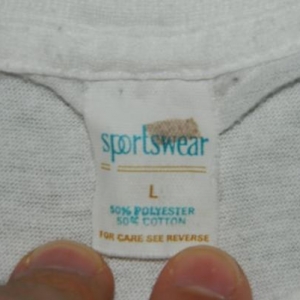 sportswear
L
50% POLYESTER
50% COTTON
FOR CARE SEE REVERSE